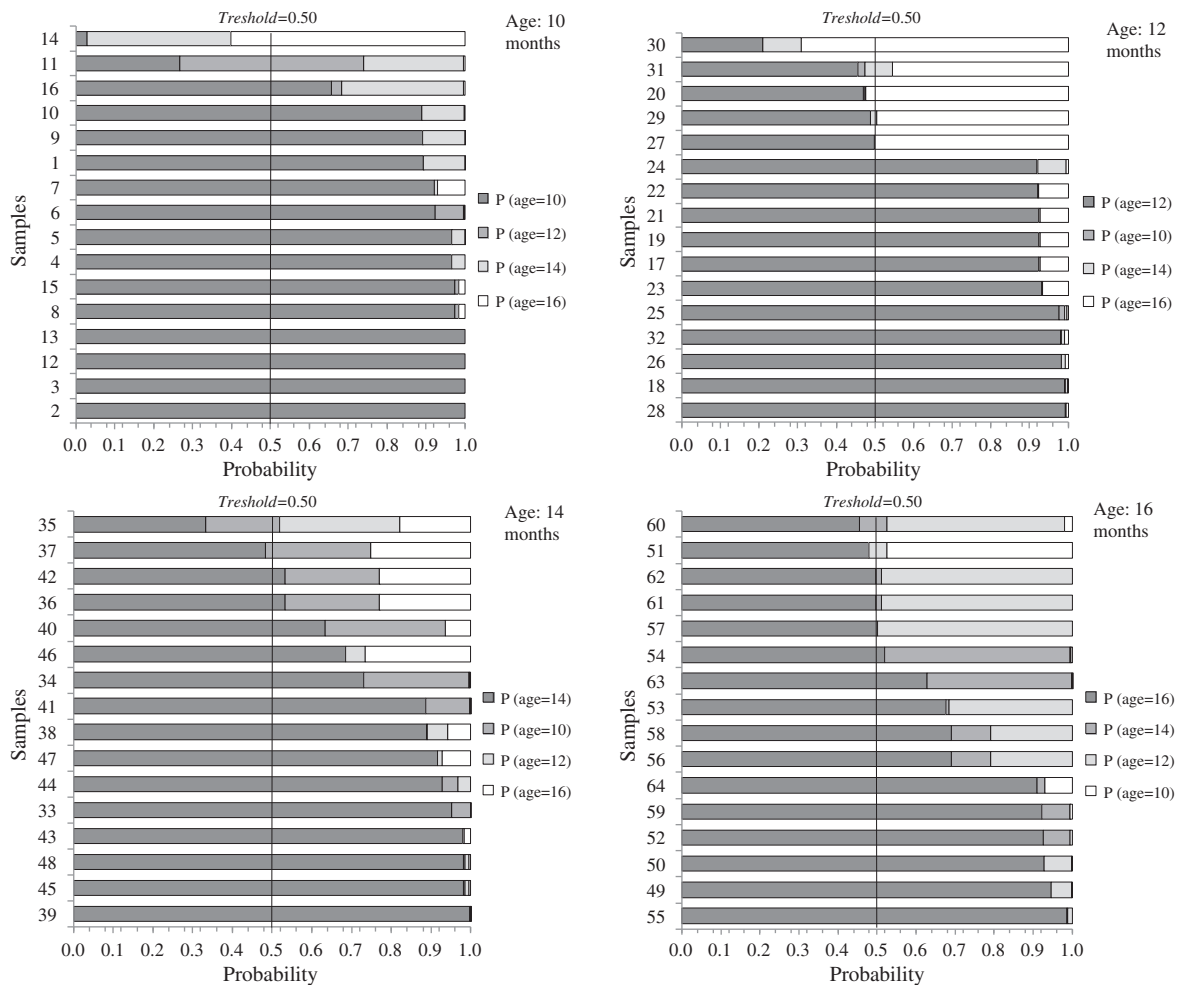 Treshold=0.50
Age: 10
months
Samples
14
11
16
10
9
1
7
6
5
4
15
8
13
12
3
2
P (age=10)
P (age=12)
P (age=14)
P (age=16)
0.0 0.1 0.2 0.3 0.4 0.5 0.6 0.7 0.8 0.9 1.0
Probability
Treshold=0.50
Age: 12
months
Samples
30
31
20
29
27
24
22
21
19
17
23
25
32
26
18
28
P (age=12)
P (age=10)
P (age=14)
P (age=16)
0.0 0.1 0.2 0.3 0.4 0.5 0.6 0.7 0.8 0.9 1.0
Probability
Treshold=0.50
Age: 14
months
Samples
35
37
42
36
40
46
34
41
38
47
44
33
43
48
45
39
P (age=14)
P (age=10)
P (age=12)
P (age=16)
0.0 0.1 0.2 0.3 0.4 0.5 0.6 0.7 0.8 0.9 1.0
Probability
Treshold=0.50
Age: 16
months
Samples
60
51
62
61
57
54
63
53
58
56
64
59
52
50
49
55
P (age=16)
P (age=14)
P (age=12)
P (age=10)
0.0 0.1 0.2 0.3 0.4 0.5 0.6 0.7 0.8 0.9 1.0
Probability